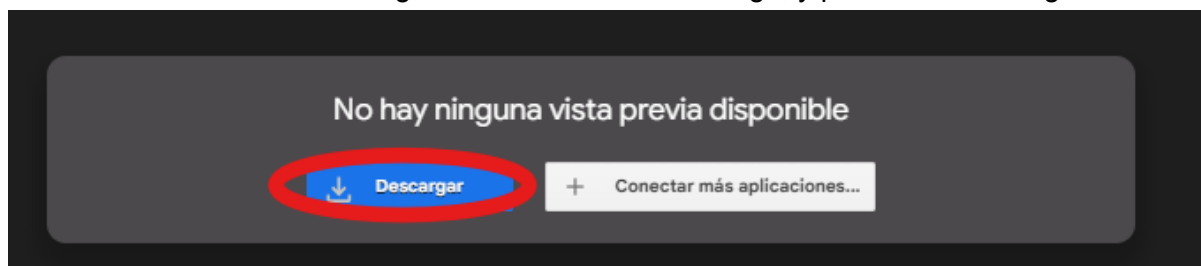 No hay ninguna vista previa disponible
Descargar
+ Conectar más aplicaciones...